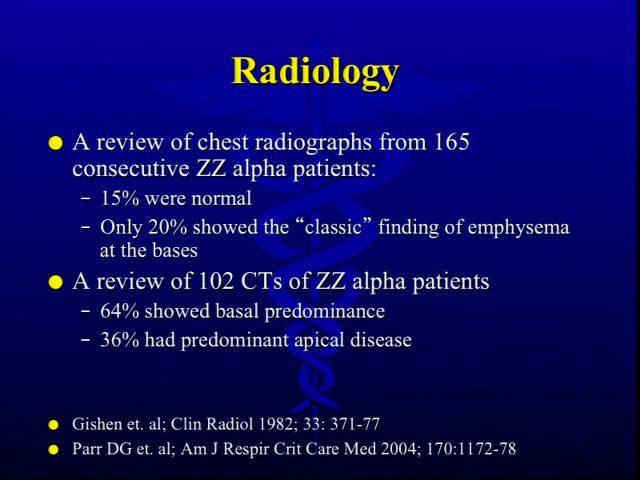 Radiology
● A review of chest radiographs from 165
consecutive ZZ alpha patients:
– 15% were normal
– Only 20% showed the “classic” finding of emphysema
at the bases
● A review of 102 CTs of ZZ alpha patients
– 64% showed basal predominance
– 36% had predominant apical disease
● Gishen et. al; Clin Radiol 1982; 33: 371-77
● Parr DG et. al; Am J Respir Crit Care Med 2004; 170:1172-78